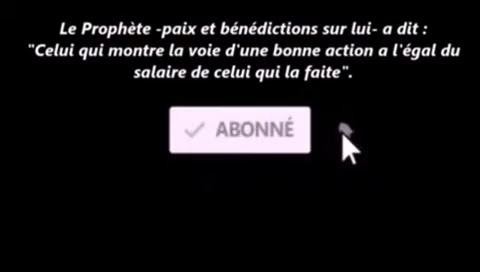 Le Prophète -paix et bénédictions sur lui- a dit :
"Celui qui montre la voie d'une bonne action a l'égal du
salaire de celui qui la faite".
ABONNÉ